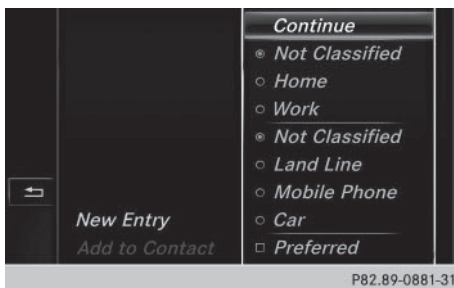 Continue
Not Classified
Home
Work
Not Classified
Land Line
Mobile Phone
New Entry
Car
Add to Contact
Preferred
P82.89-0881-31